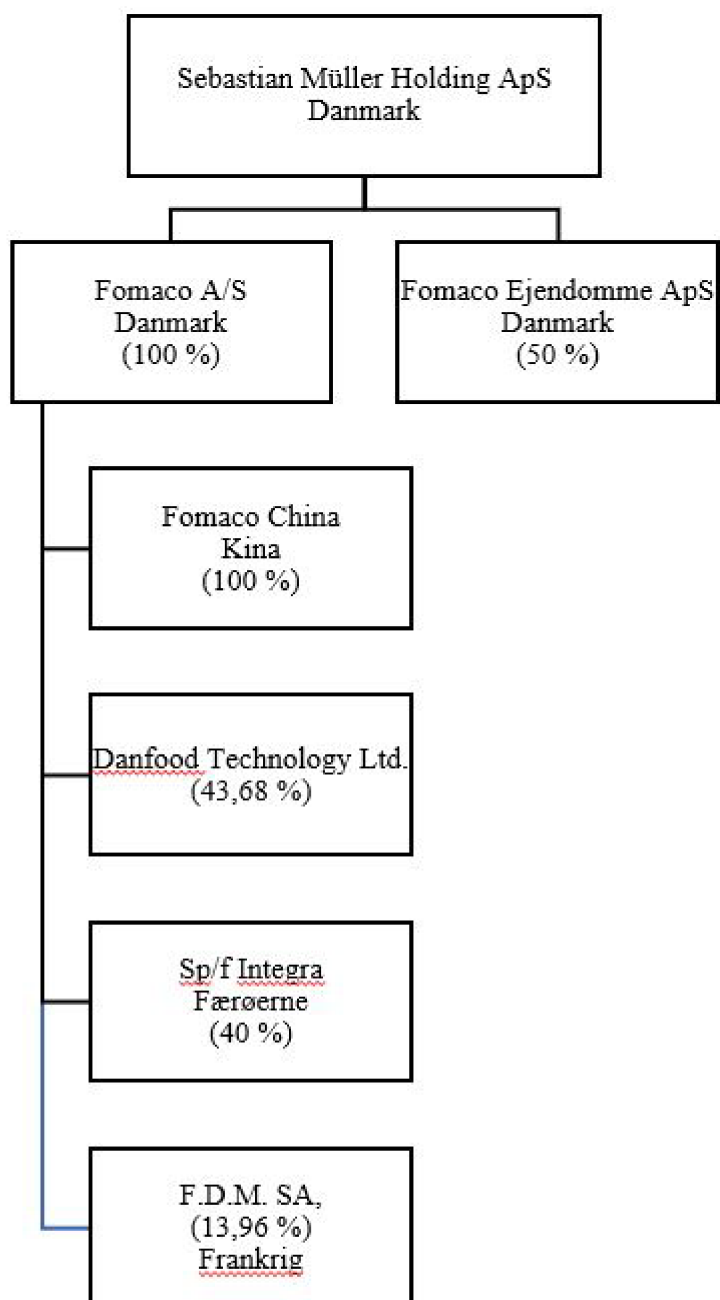 Sebastian Müller Holding ApS
Danmark
Fomaco A/S
Danmark
(100 %)
Fomaco Ejendomme ApS
Danmark
(50 %)
Fomaco China
Kina
(100 %)
Danfood Technology Ltd.
(43,68 %)
Sp/f Integra
Færøerne
(40 %)
F.D.M. SA,
(13,96 %)
Frankrig